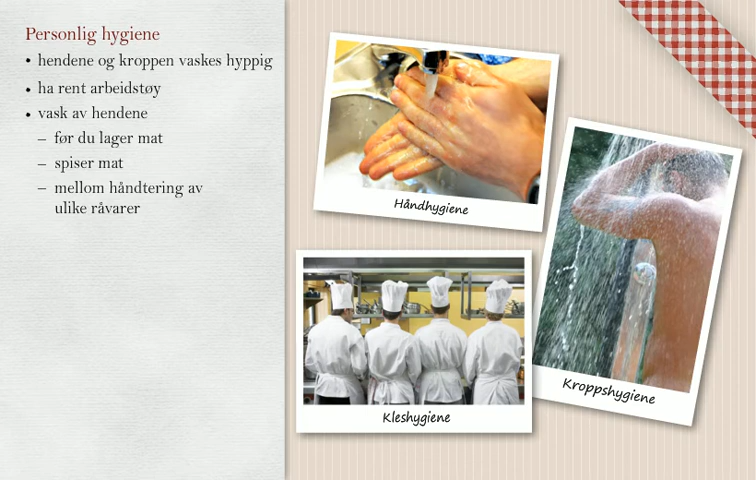 Personlig hygiene
• hendene og kroppen vaskes hyppig
• ha rent arbeidstøy
• vask av hendene
– før du lager mat
– spiser mat
– mellom håndtering av
ulike råvarer
Håndhygiene
Kroppshygiene
Kleshygiene